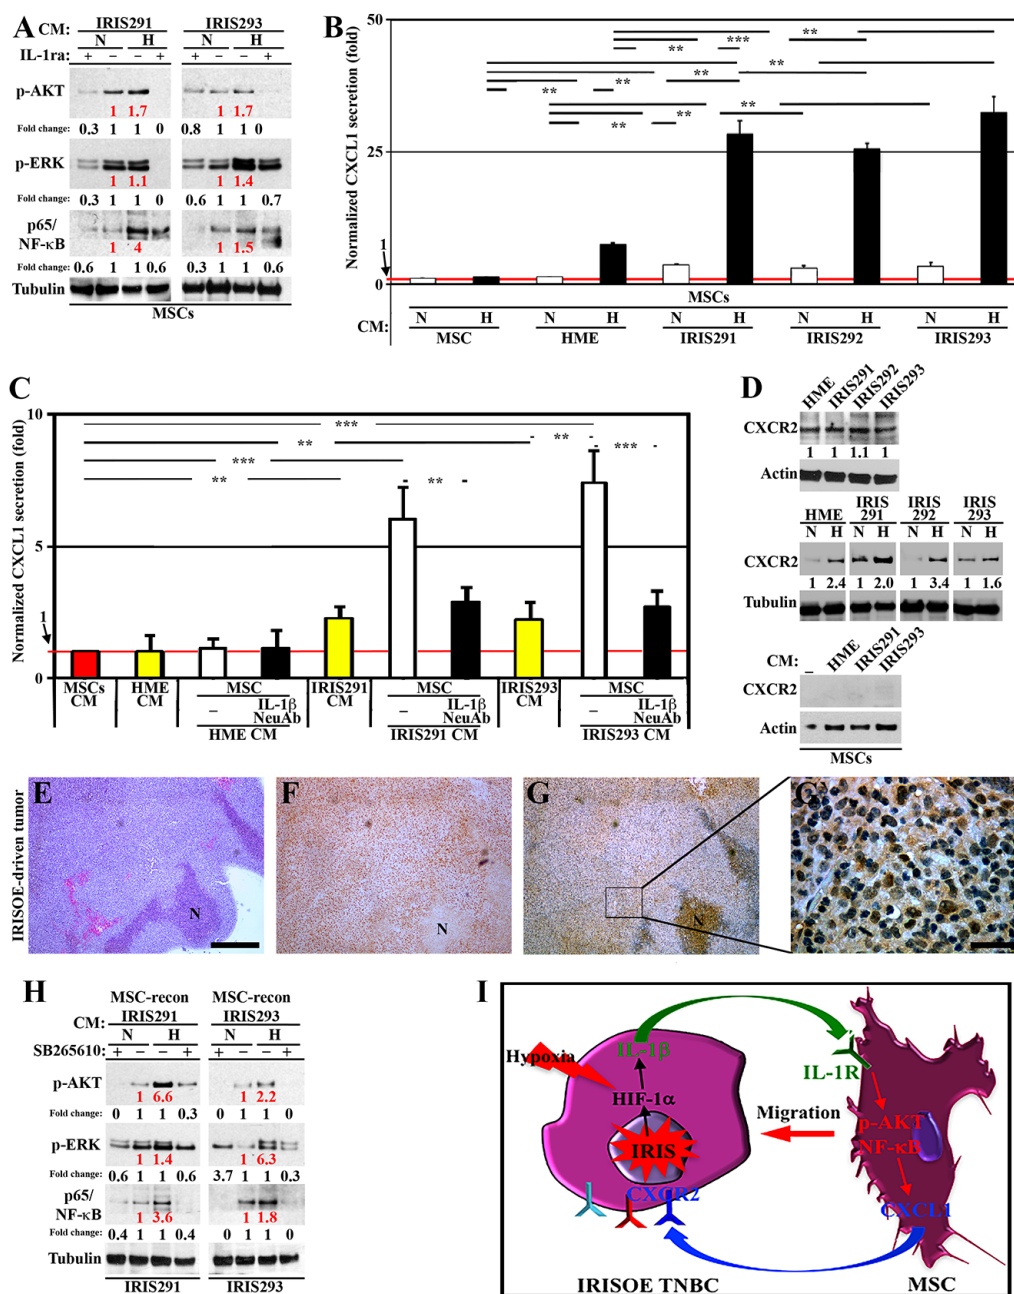 A
CM: IRIS291 IRIS293
N H N H
IL-1ra: + − − + + − − +
p-AKT
1 1.7 1 1.7
Fold change: 0.3 1 1 0 0.8 1 1 0
p-ERK
1 1.1 1 1.4
Fold change: 0.3 1 1 0 0.6 1 1 0.7
p65/
NF-κB
1 4 1 1.5
Fold change: 0.6 1 1 0.6 0.3 1 1 0.6
Tubulin
MSCs
B
Normalized CXCL1 secretion (fold)
50
25
0
1
** *** **
** ** **
** ** **
MSCs
CM: N H N H N H N H N H
MSC HME IRIS291 IRIS292 IRIS293
C
Normalized CXCL1 secretion (fold)
10
5
0
1
***
** **
*** ***
** **
MSCs CM
HME CM
MSC
− IL-1β NeuAb
HME CM
IRIS291 CM
MSC
− IL-1β NeuAb
IRIS291 CM
IRIS293 CM
MSC
− IL-1β NeuAb
IRIS293 CM
D
HME IRIS291 IRIS292 IRIS293
CXCR2
1 1 1.1 1
Actin
HME IRIS 291 IRIS 292 IRIS 293
N H N H N H N H
CXCR2
1 2.4 1 2.0 1 3.4 1 1.6
Tubulin
CM: − HME IRIS291 IRIS293
CXCR2
Actin
MSCs
IRISOE-driven tumor
E
N
F
N
G
N
G'
H
MSC-recon MSC-recon
CM: IRIS291 IRIS293
N H N H
SB265610: + − − + + − − +
p-AKT
1 6.6 1 2.2
Fold change: 0 1 1 0.3 0 1 1 0
p-ERK
1 1.4 1 6.3
Fold change: 0.6 1 1 0.6 3.7 1 1 0.3
p65/
NF-κB
1 3.6 1 1.8
Fold change: 0.4 1 1 0.4 0 1 1 0
Tubulin
IRIS291 IRIS293
I
Hypoxia
IL-1β
HIF-1α
IRIS
CXCR2
IL-1R
Migration
p-AKT
NF-κB
CXCL1
IRISOE TNBC
MSC